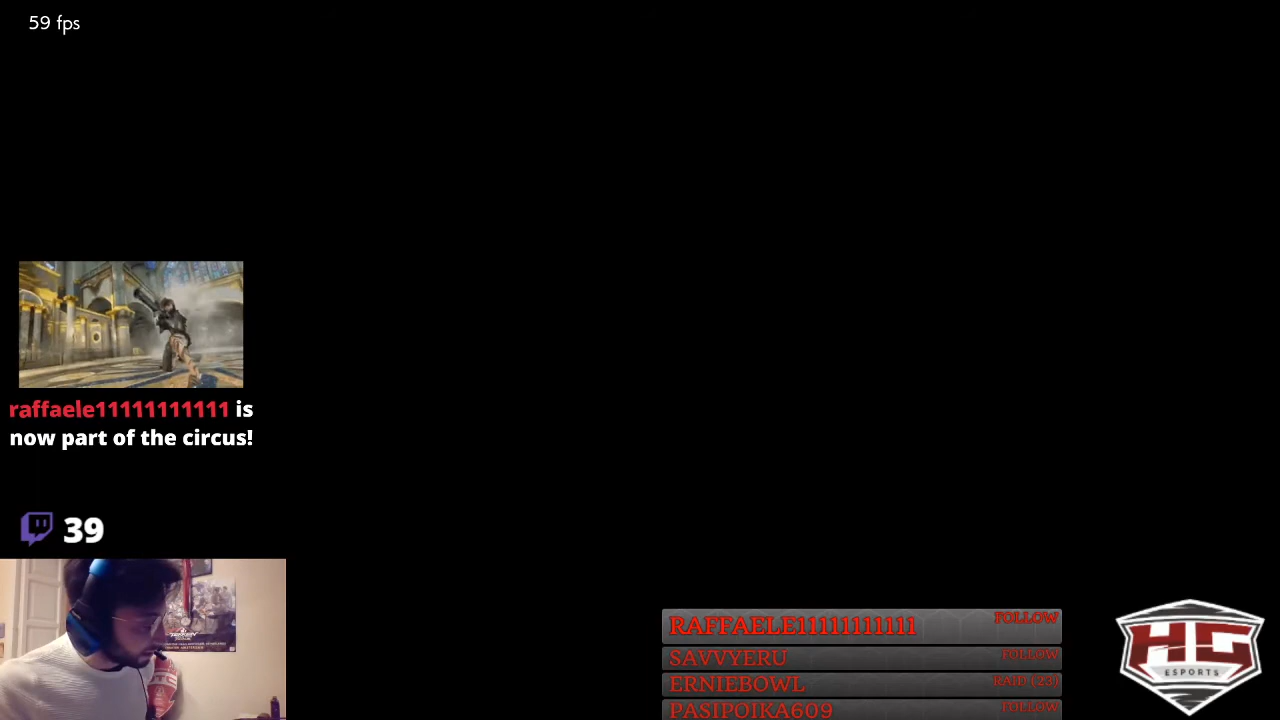 59 fps
raffaele11111111111 is
now part of the circus!
39
RAFFAELE11111111111 FOLLOW
SAVVYERU FOLLOW
ERNIEBOWL RAID (23)
PASIPOIKA609 FOLLOW
HG
ESPORTS
TEKKEN